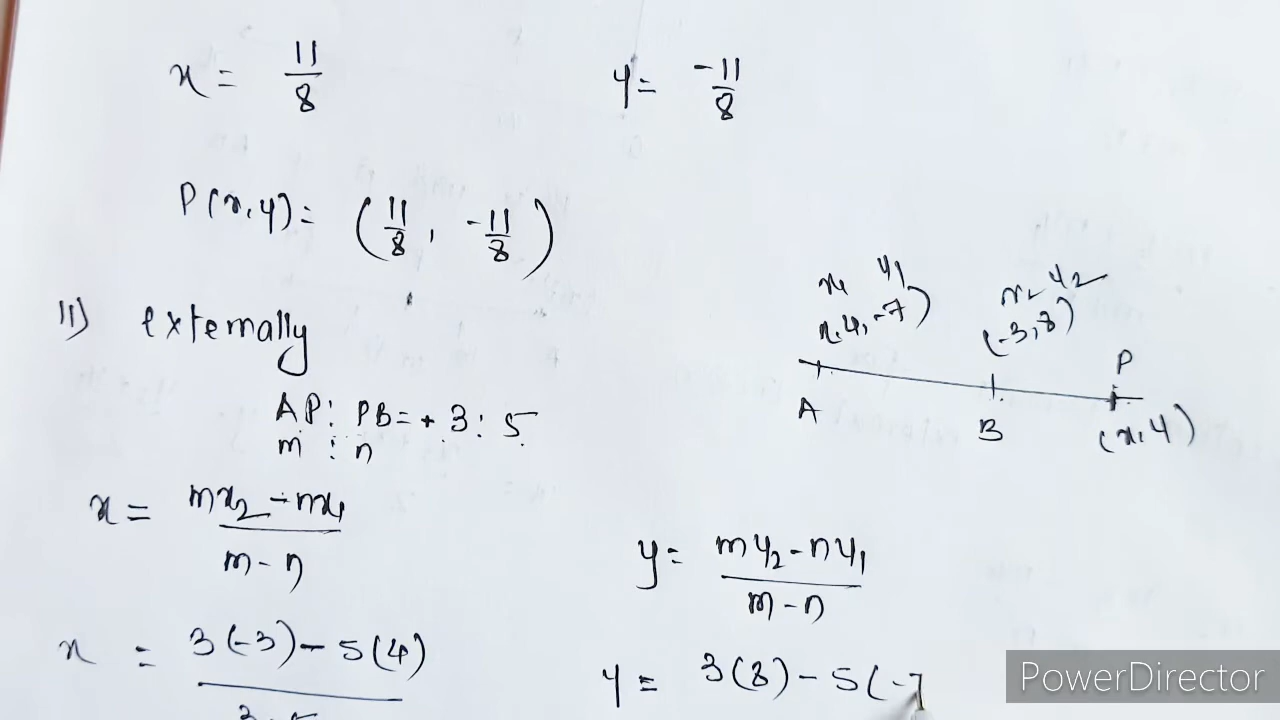 x = 11/8 y = -11/8
P(x, y) = (11/8, -11/8)
II) externally
AP : PB = + 3 : 5
m : n
x1 y1 x2 y2
4, -7) (-3, 8)
A B P
(x, y)
x = mx2 - nx1 / m - n
y = my2 - ny1 / m - n
x = 3(-3) - 5(4)
y = 3(8) - 5(-7
PowerDirector